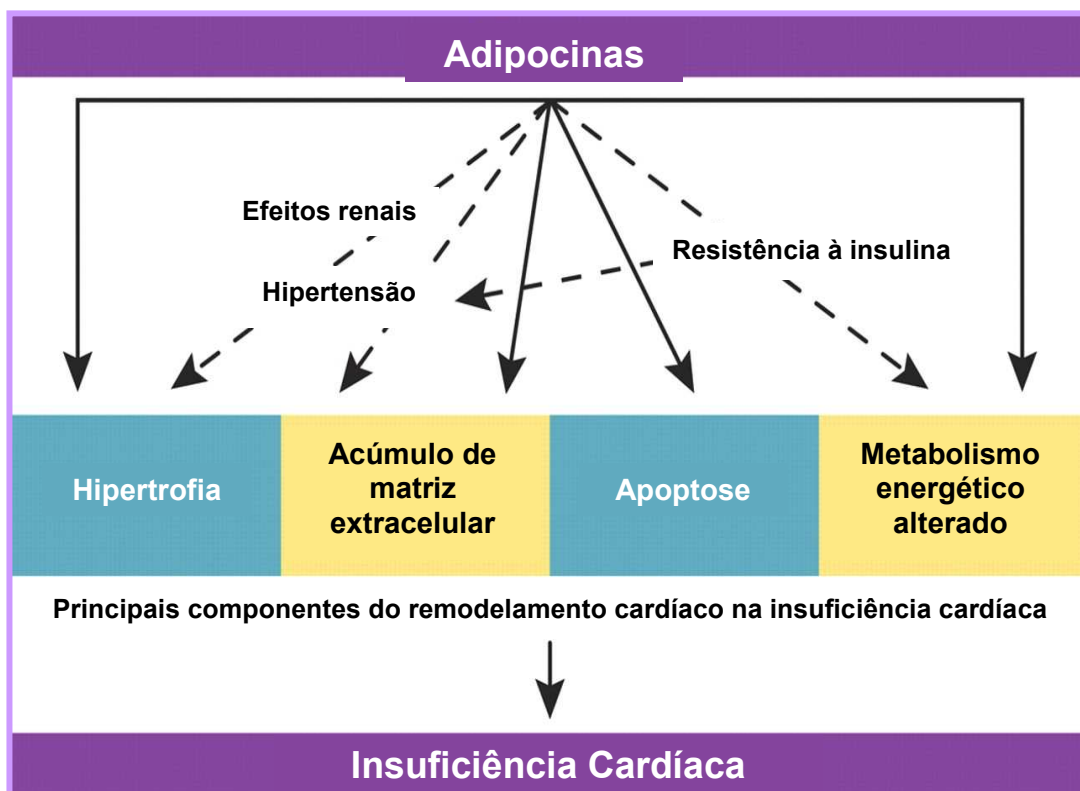 Adipocinas
Efeitos renais
Resistência à insulina
Hipertensão
Hipertrofia
Acúmulo de
matriz
extracelular
Apoptose
Metabolismo
energético
alterado
Principais componentes do remodelamento cardíaco na insuficiência cardíaca
Insuficiência Cardíaca